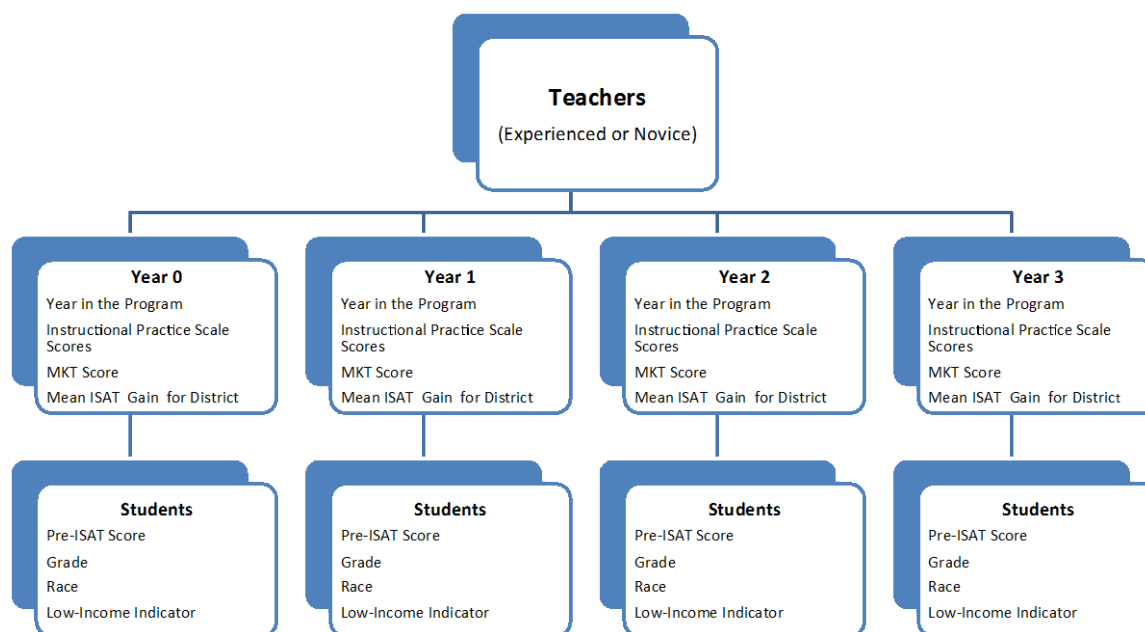 Teachers
(Experienced or Novice)
Year 0
Year in the Program
Instructional Practice Scale
Scores
MKT Score
Mean ISAT Gain for District
Year 1
Year in the Program
Instructional Practice Scale
Scores
MKT Score
Mean ISAT Gain for District
Year 2
Year in the Program
Instructional Practice Scale
Scores
MKT Score
Mean ISAT Gain for District
Year 3
Year in the Program
Instructional Practice Scale
Scores
MKT Score
Mean ISAT Gain for District
Students
Pre-ISAT Score
Grade
Race
Low-Income Indicator
Students
Pre-ISAT Score
Grade
Race
Low-Income Indicator
Students
Pre-ISAT Score
Grade
Race
Low-Income Indicator
Students
Pre-ISAT Score
Grade
Race
Low-Income Indicator